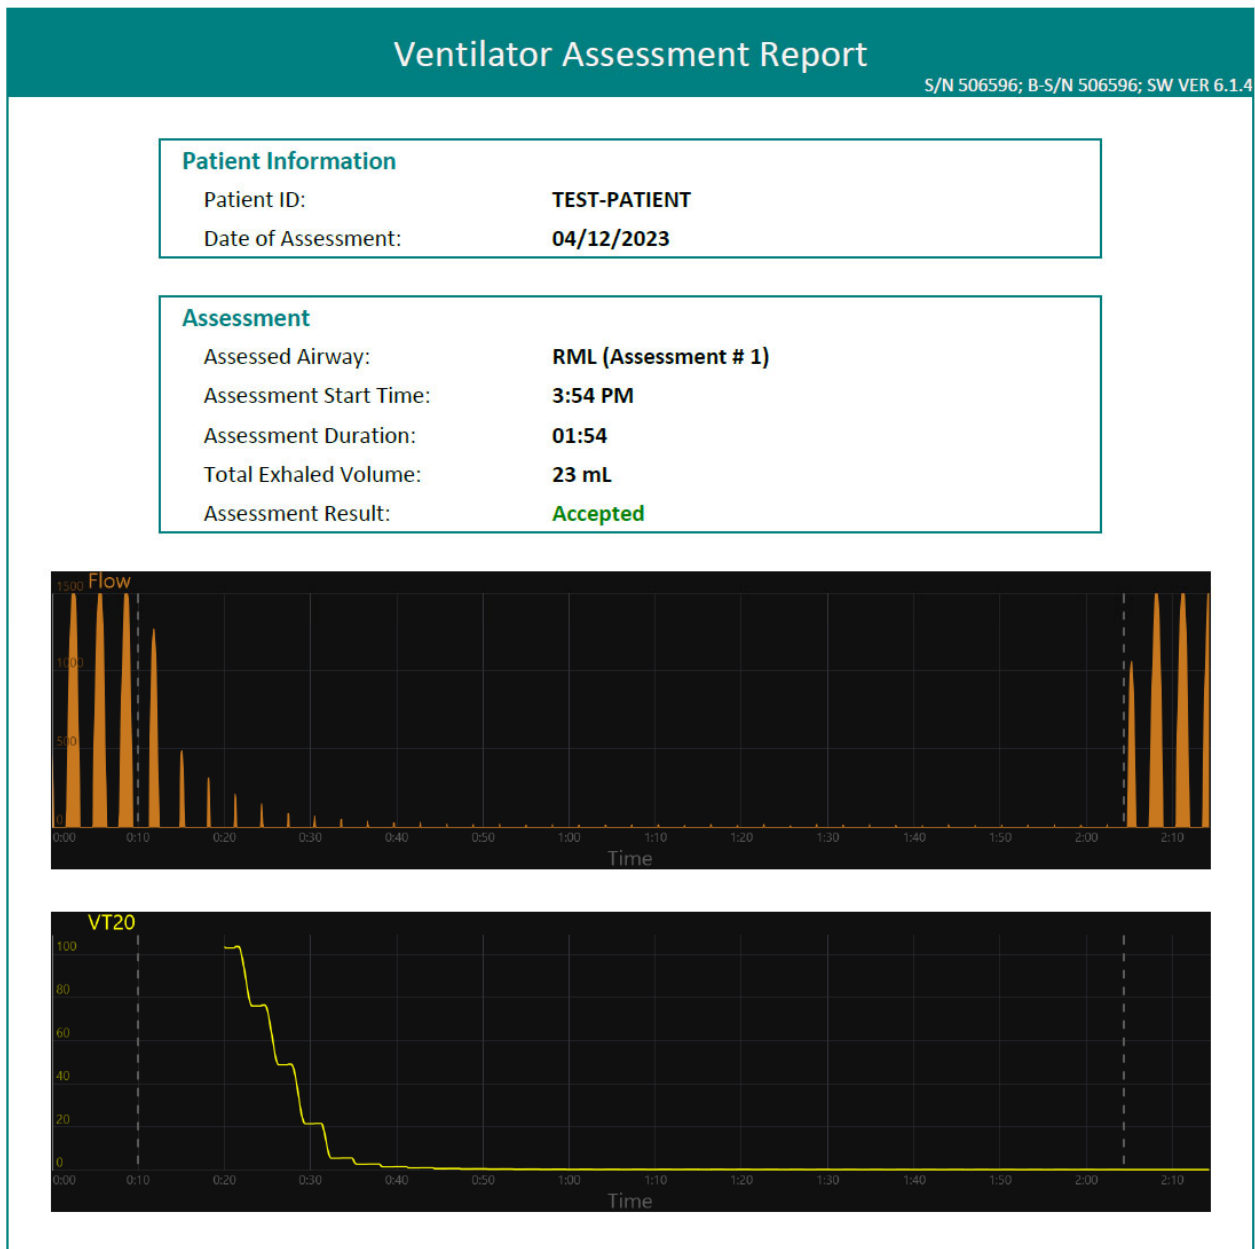 Ventilator Assessment Report
S/N 506596; B-S/N 506596; SW VER 6.1.4
Patient Information
Patient ID: TEST-PATIENT
Date of Assessment: 04/12/2023
Assessment
Assessed Airway: RML (Assessment # 1)
Assessment Start Time: 3:54 PM
Assessment Duration: 01:54
Total Exhaled Volume: 23 mL
Assessment Result: Accepted
1500 Flow
1000
500
0
0:00 0:10 0:20 0:30 0:40 0:50 1:00 1:10 1:20 1:30 1:40 1:50 2:00 2:10
Time
VT20
100
80
60
40
20
0
0:00 0:10 0:20 0:30 0:40 0:50 1:00 1:10 1:20 1:30 1:40 1:50 2:00 2:10
Time